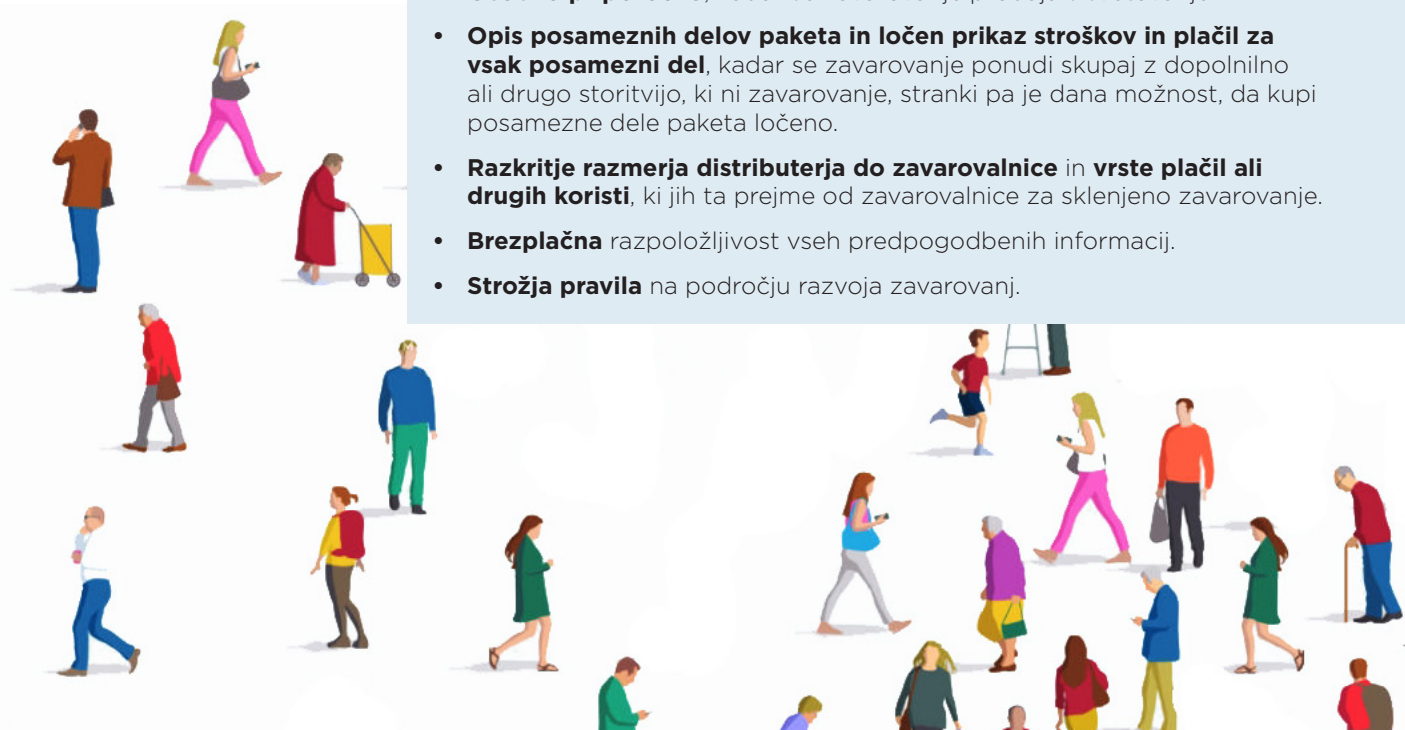 • Opis posameznih delov paketa in ločen prikaz stroškov in plačil za
vsak posamezni del, kadar se zavarovanje ponudi skupaj z dopolnilno
ali drugo storitvijo, ki ni zavarovanje, stranki pa je dana možnost, da kupi
posamezne dele paketa ločeno.
• Razkritje razmerja distributerja do zavarovalnice in vrste plačil ali
drugih koristi, ki jih ta prejme od zavarovalnice za sklenjeno zavarovanje.
• Brezplačna razpoložljivost vseh predpogodbenih informacij.
• Strožja pravila na področju razvoja zavarovanj.